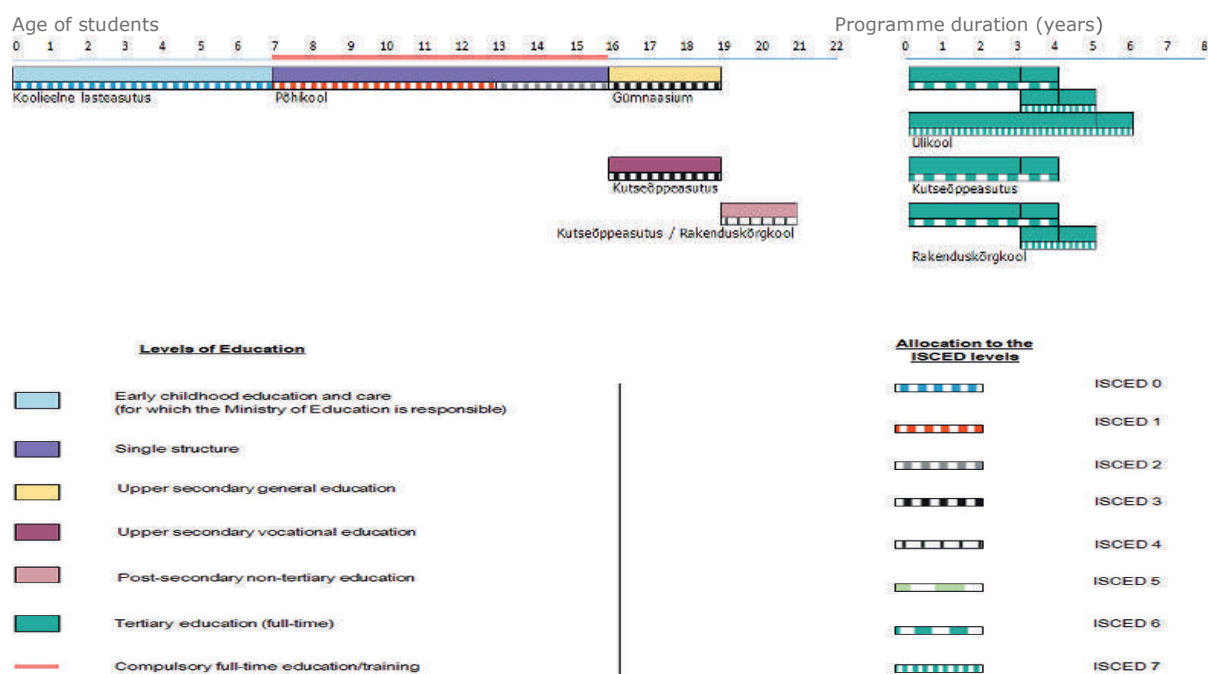 Age of students
Programme duration (years)
0 1 2 3 4 5 6 7 8 9 10 11 12 13 14 15 16 17 18 19 20 21 22
0 1 2 3 4 5 6 7 8
Koolieelne lasteasutus
Põhikool
Gümnaasium
Ülikool
Kutseõppeasutus
Kutseõppeasutus
Kutseõppeasutus / Rakenduskõrgkool
Rakenduskõrgkool
Levels of Education
Early childhood education and care
(for which the Ministry of Education is responsible)
Single structure
Upper secondary general education
Upper secondary vocational education
Post-secondary non-tertiary education
Tertiary education (full-time)
Compulsory full-time education/training
Allocation to the
ISCED levels
ISCED 0
ISCED 1
ISCED 2
ISCED 3
ISCED 4
ISCED 5
ISCED 6
ISCED 7